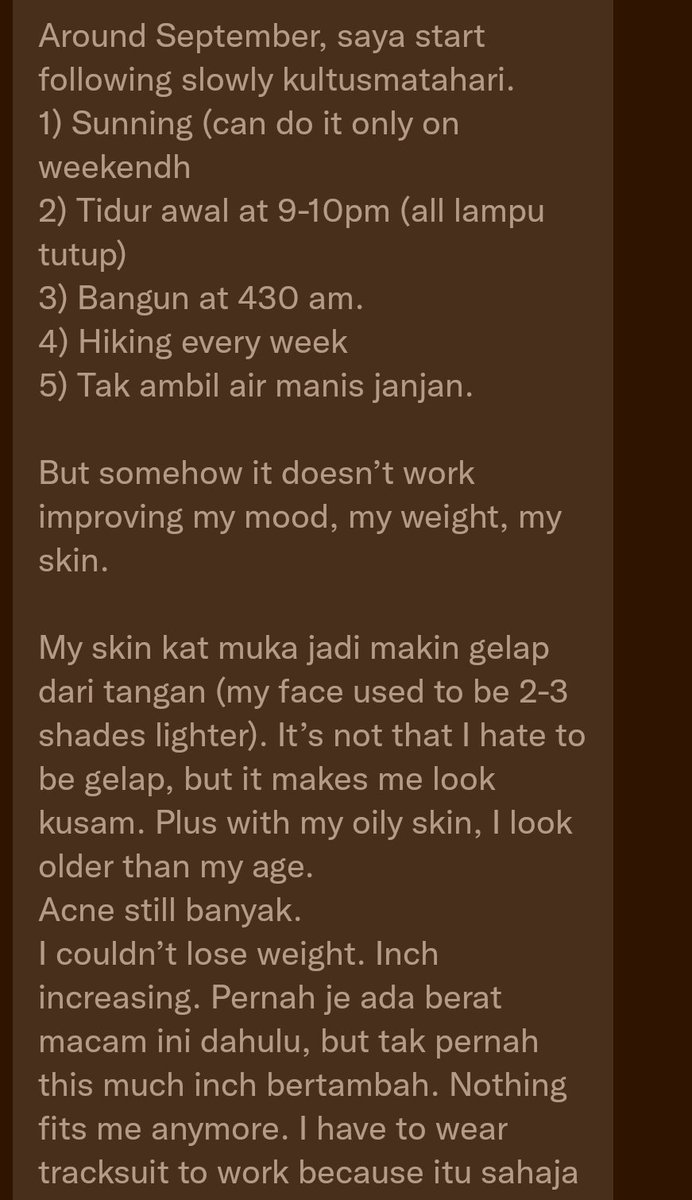 Around September, saya start
following slowly kultusmatahari.
1) Sunning (can do it only on
weekendh
2) Tidur awal at 9-10pm (all lampu
tutup)
3) Bangun at 430 am.
4) Hiking every week
5) Tak ambil air manis janjan.
But somehow it doesn’t work
improving my mood, my weight, my
skin.
My skin kat muka jadi makin gelap
dari tangan (my face used to be 2-3
shades lighter). It’s not that I hate to
be gelap, but it makes me look
kusam. Plus with my oily skin, I look
older than my age.
Acne still banyak.
I couldn’t lose weight. Inch
increasing. Pernah je ada berat
macam ini dahulu, but tak pernah
this much inch bertambah. Nothing
fits me anymore. I have to wear
tracksuit to work because itu sahaja